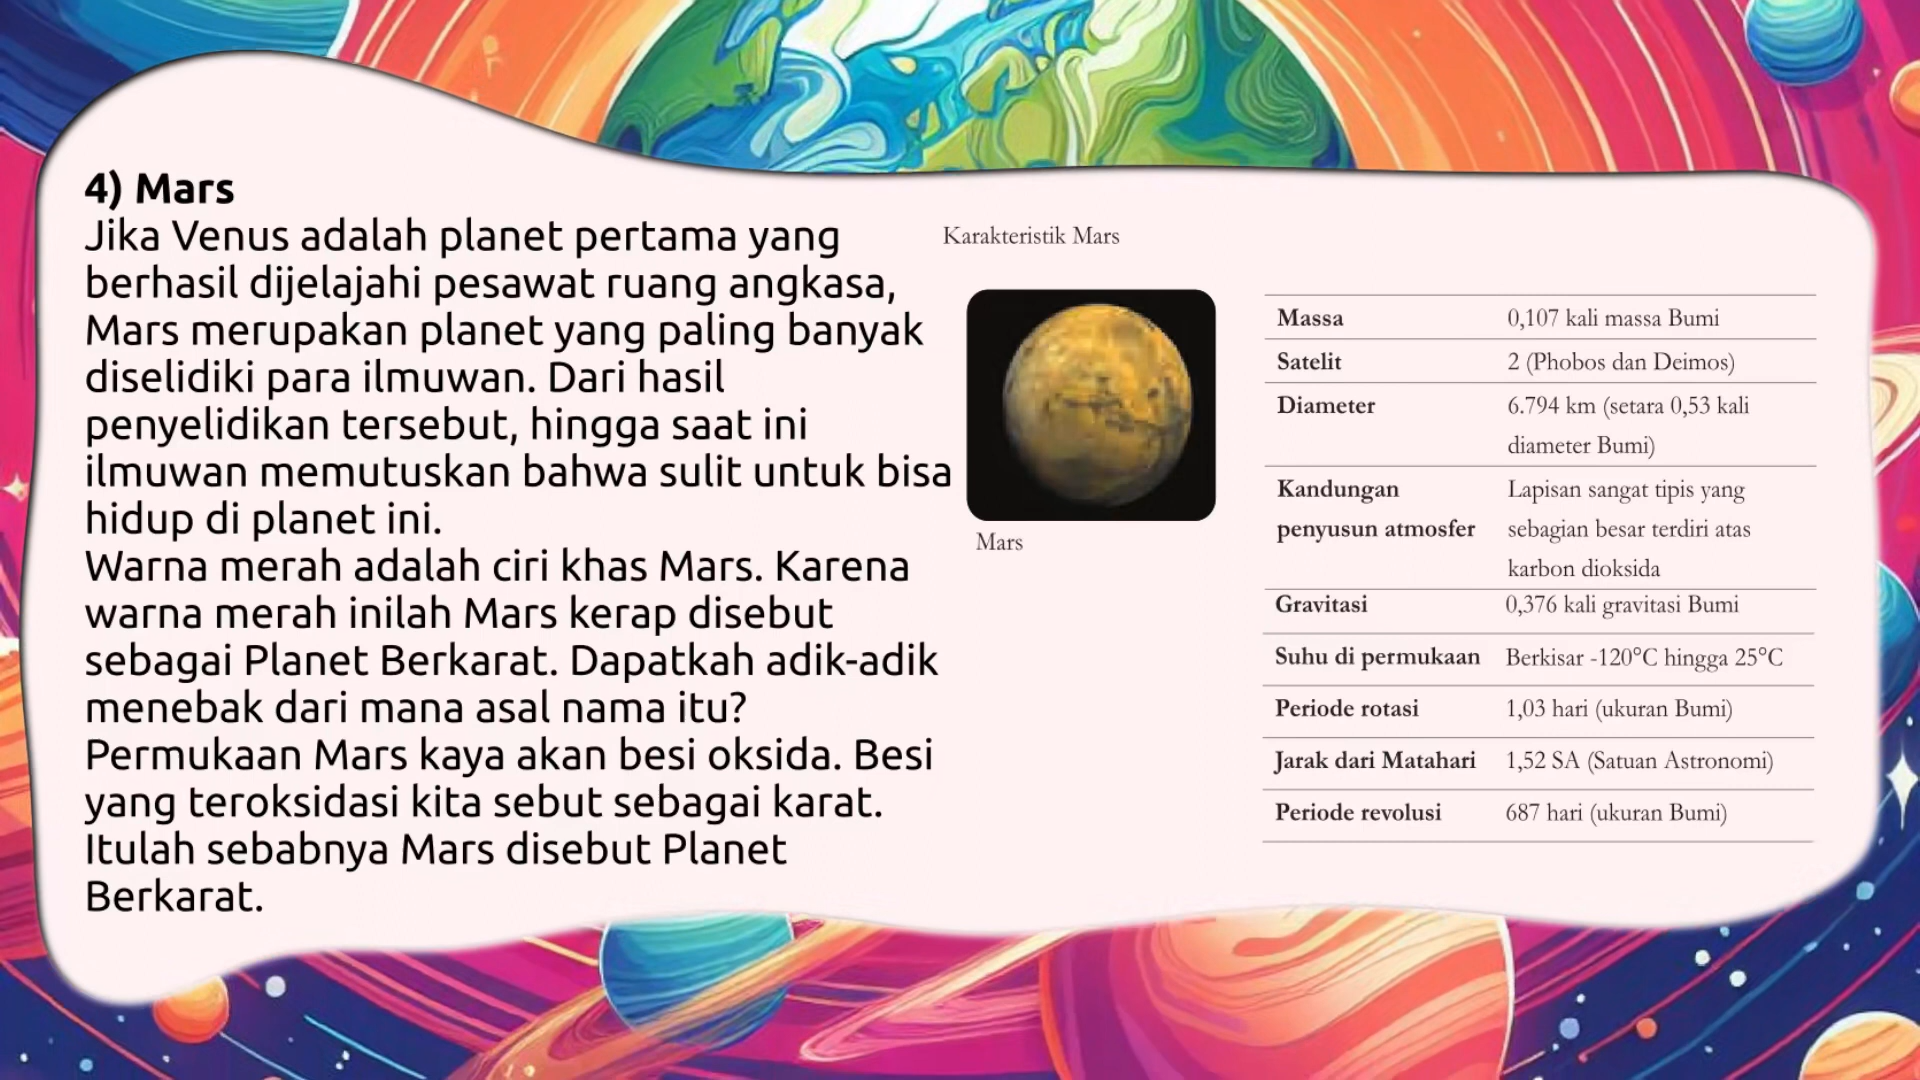 4) Mars
Jika Venus adalah planet pertama yang
berhasil dijelajahi pesawat ruang angkasa,
Mars merupakan planet yang paling banyak
diselidiki para ilmuwan. Dari hasil
penyelidikan tersebut, hingga saat ini
ilmuwan memutuskan bahwa sulit untuk bisa
hidup di planet ini.
Warna merah adalah ciri khas Mars. Karena
warna merah inilah Mars kerap disebut
sebagai Planet Berkarat. Dapatkah adik-adik
menebak dari mana asal nama itu?
Permukaan Mars kaya akan besi oksida. Besi
yang teroksidasi kita sebut sebagai karat.
Itulah sebabnya Mars disebut Planet
Berkarat.
Karakteristik Mars
Mars
Massa 0,107 kali massa Bumi
Satelit 2 (Phobos dan Deimos)
Diameter 6.794 km (setara 0,53 kali
diameter Bumi)
Kandungan Lapisan sangat tipis yang
penyusun atmosfer sebagian besar terdiri atas
karbon dioksida
Gravitasi 0,376 kali gravitasi Bumi
Suhu di permukaan Berkisar -120°C hingga 25°C
Periode rotasi 1,03 hari (ukuran Bumi)
Jarak dari Matahari 1,52 SA (Satuan Astronomi)
Periode revolusi 687 hari (ukuran Bumi)